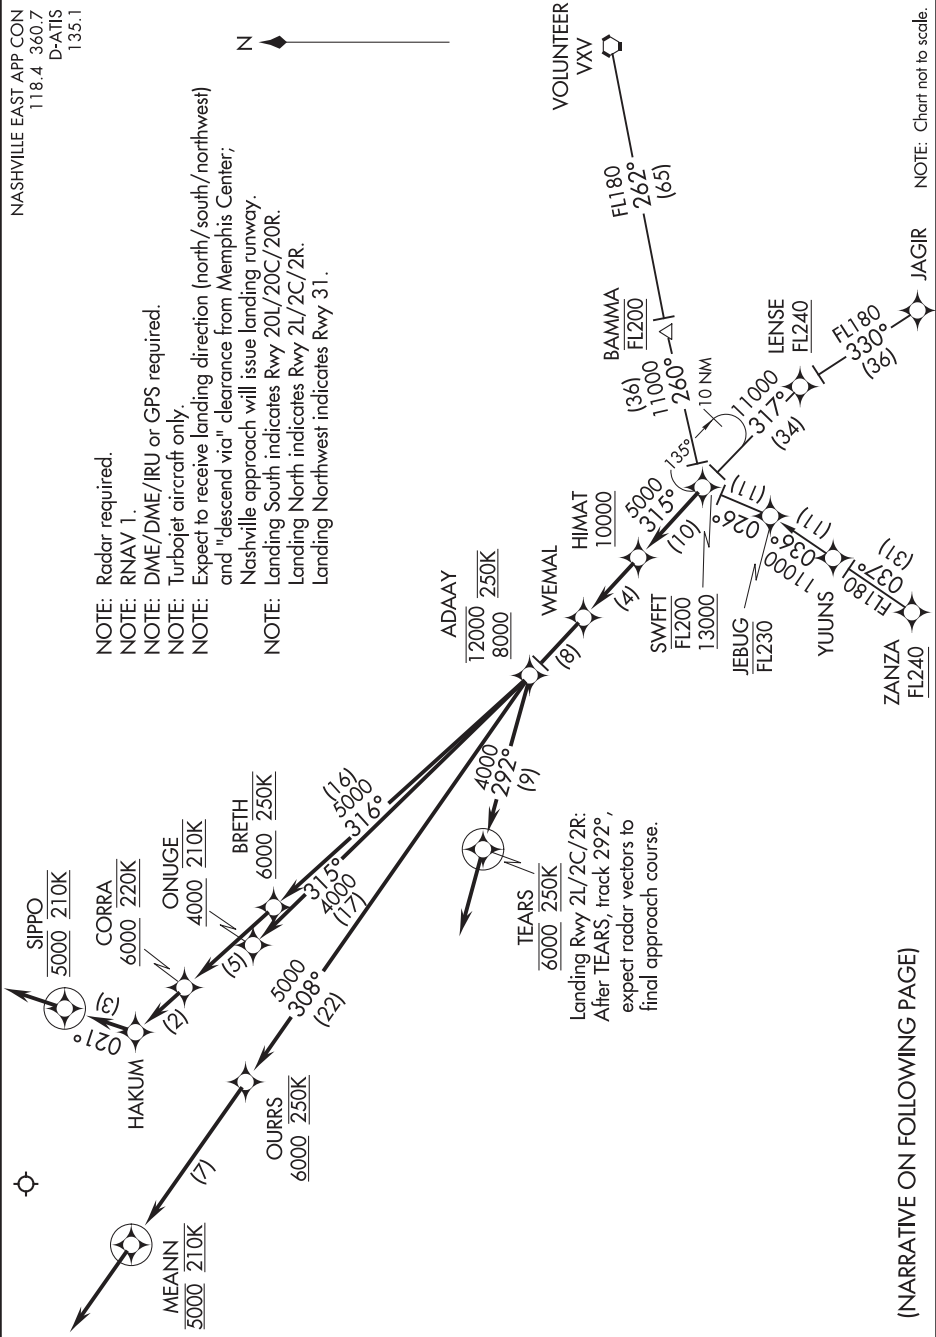 NASHVILLE EAST APP CON
118.4 360.7
D-ATIS
135.1
N
NOTE: Radar required.
NOTE: RNAV 1.
NOTE: DME/DME/IRU or GPS required.
NOTE: Turbojet aircraft only.
NOTE: Expect to receive landing direction (north/south/northwest)
and "descend via" clearance from Memphis Center;
Nashville approach will issue landing runway.
NOTE: Landing South indicates Rwy 20L/20C/20R.
Landing North indicates Rwy 2L/2C/2R.
Landing Northwest indicates Rwy 31.
SIPPO
5000 210K
(3)
021°
HAKUM
(2)
CORRA
6000 220K
(5)
ONUGE
4000 210K
BRETH
6000 250K
(16)
5000
316°
315°
4000
(17)
MEANN
5000 210K
(7)
OURRS
6000 250K
5000
308°
(22)
ADAAY
12000 250K
8000
4000
292°
(9)
TEARS
6000 250K
Landing Rwy 2L/2C/2R:
After TEARS, track 292°,
expect radar vectors to
final approach course.
WEMAL
(8)
(4)
HIMAT
10000
5000
315°
(10)
SWFFT
FL200
13000
135°
10 NM
(36)
11000
260°
BAMMA
FL200
FL180
262°
(65)
VOLUNTEER
VXV
11000
317°
(34)
LENSE
FL240
FL180
330°
(36)
JAGIR
(11)
026°
JEBUG
FL230
(11)
036°
11000
YUUNS
(31)
037°
FL180
ZANZA
FL240
NOTE: Chart not to scale.
(NARRATIVE ON FOLLOWING PAGE)